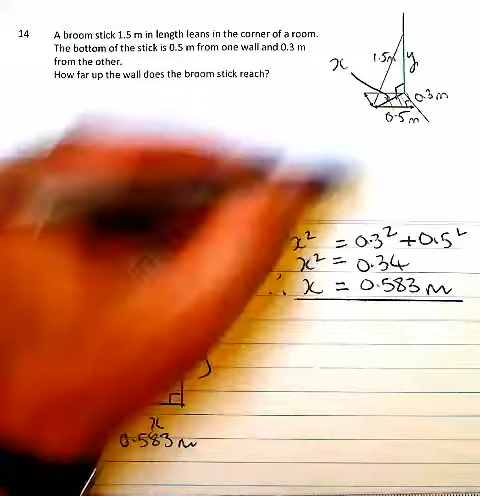 14 A broom stick 1.5 m in length leans in the corner of a room.
The bottom of the stick is 0.5 m from one wall and 0.3 m
from the other.
How far up the wall does the broom stick reach?
x
1.5m
y
0.3m
0.5m
x² = 0.3² + 0.5²
x² = 0.34
∴ x = 0.583 m
x
0.583 m